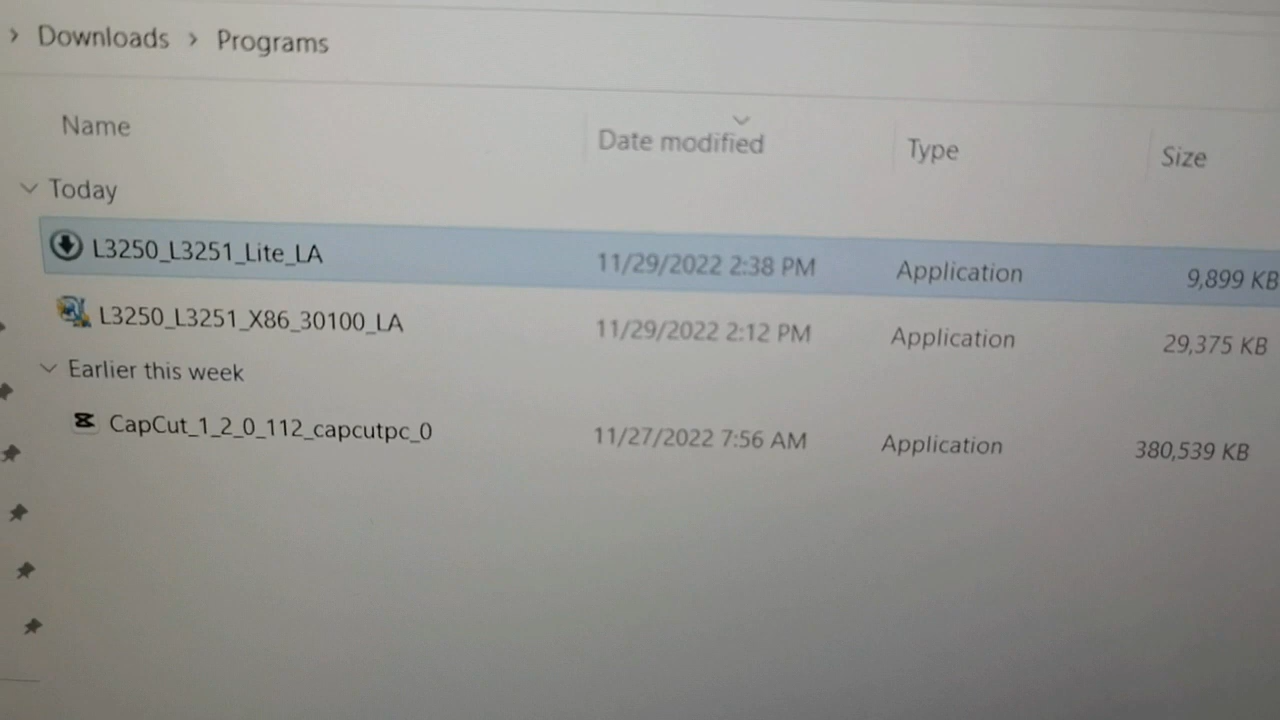 Downloads > Programs
Name Date modified Type Size
Today
L3250_L3251_Lite_LA 11/29/2022 2:38 PM Application 9,899 KB
L3250_L3251_X86_30100_LA 11/29/2022 2:12 PM Application 29,375 KB
Earlier this week
CapCut_1_2_0_112_capcutpc_0 11/27/2022 7:56 AM Application 380,539 KB